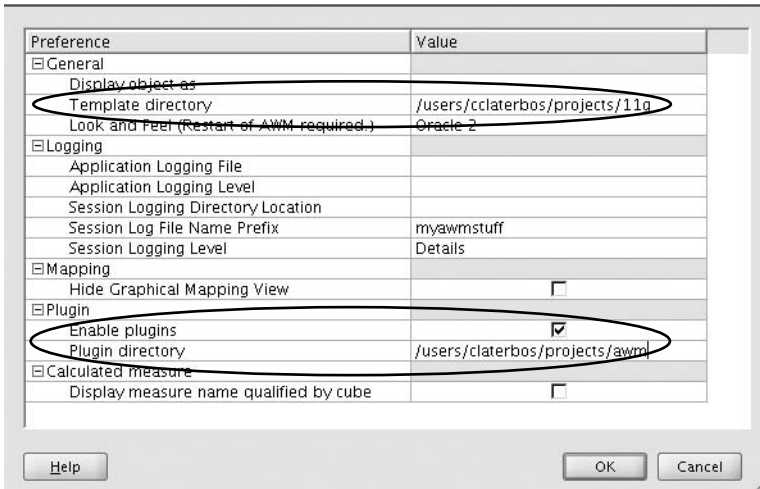 Preference Value
General
Display object as
Template directory /users/cclaterbos/projects/11g
Look and Feel (Restart of AWM required.) Oracle 2
Logging
Application Logging File
Application Logging Level
Session Logging Directory Location
Session Log File Name Prefix myawmstuff
Session Logging Level Details
Mapping
Hide Graphical Mapping View
Plugin
Enable plugins
Plugin directory /users/claterbos/projects/awm
Calculated measure
Display measure name qualified by cube
Help OK Cancel